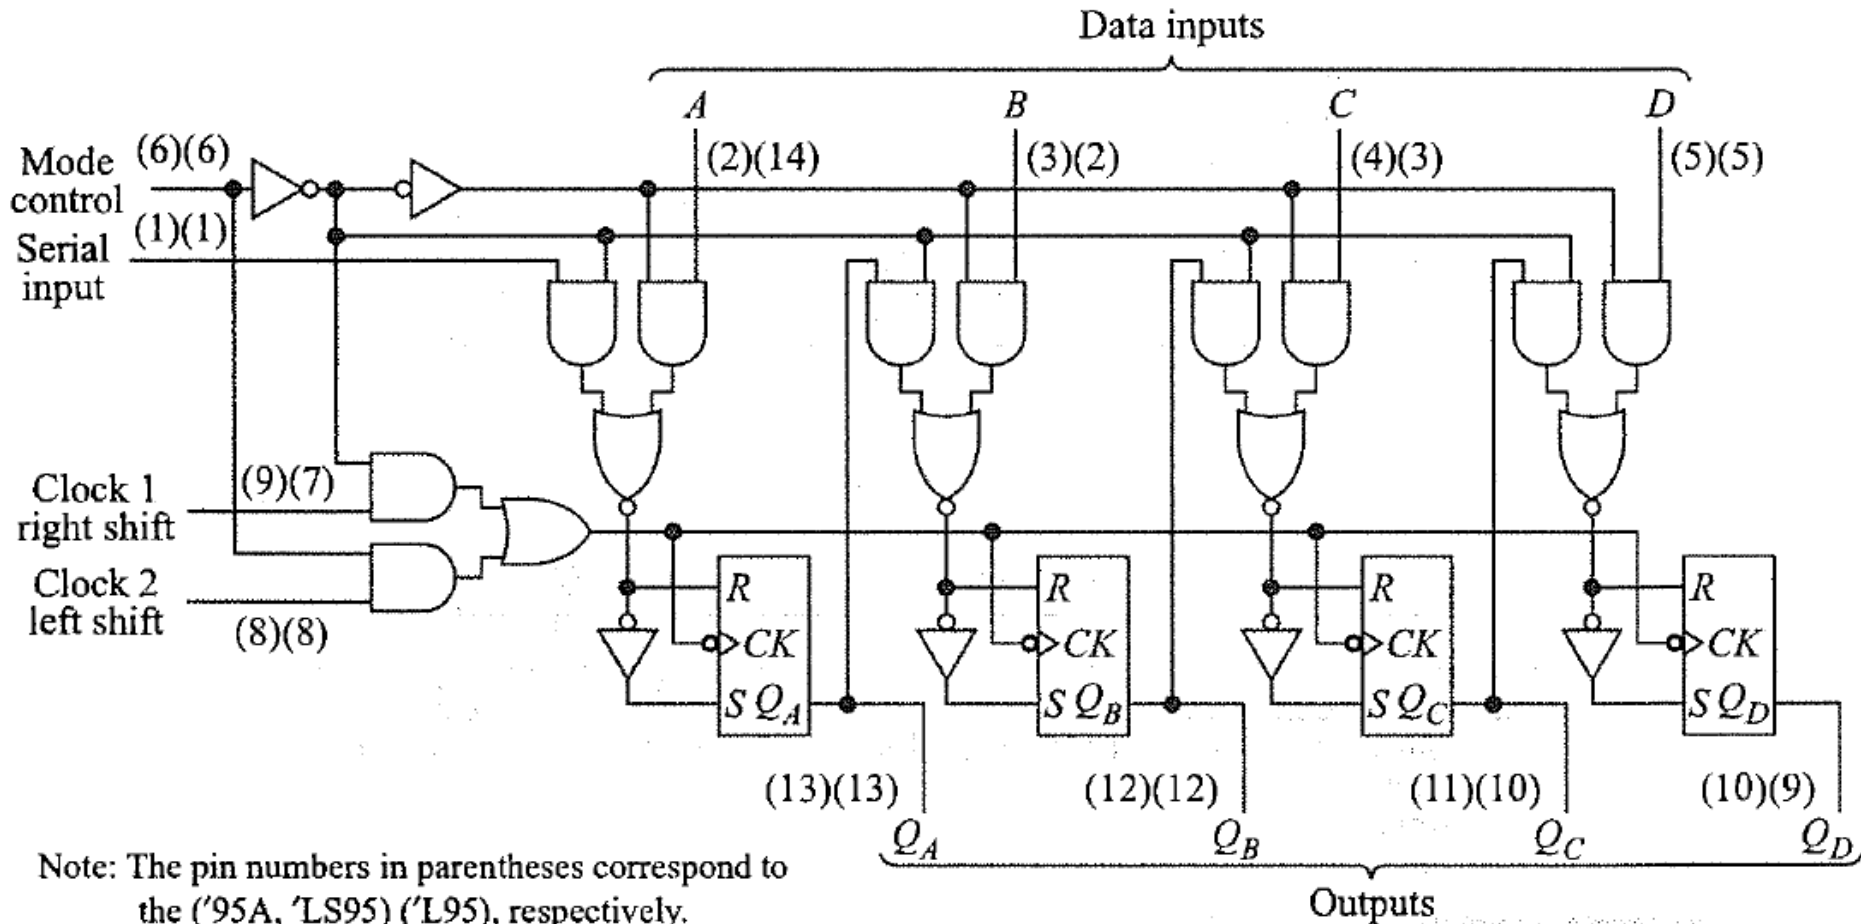 Data inputs
A B C D
Mode control (6)(6)
(2)(14) (3)(2) (4)(3) (5)(5)
Serial input (1)(1)
Clock 1 right shift (9)(7)
Clock 2 left shift (8)(8)
R R R R
CK CK CK CK
S Q_A S Q_B S Q_C S Q_D
(13)(13) (12)(12) (11)(10) (10)(9)
Q_A Q_B Q_C Q_D
Outputs
Note: The pin numbers in parentheses correspond to
the (′95A, ′LS95) (′L95), respectively.